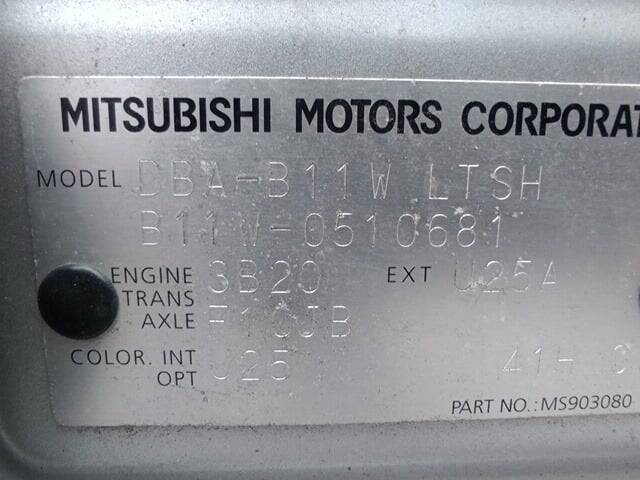 MITSUBISHI MOTORS CORPORAT
MODEL DBA-B11W LTSH
B11W-0510681
ENGINE 3B20 EXT U25A
TRANS
AXLE F1CJB
COLOR. INT
OPT U25 41H
PART NO.:MS903080